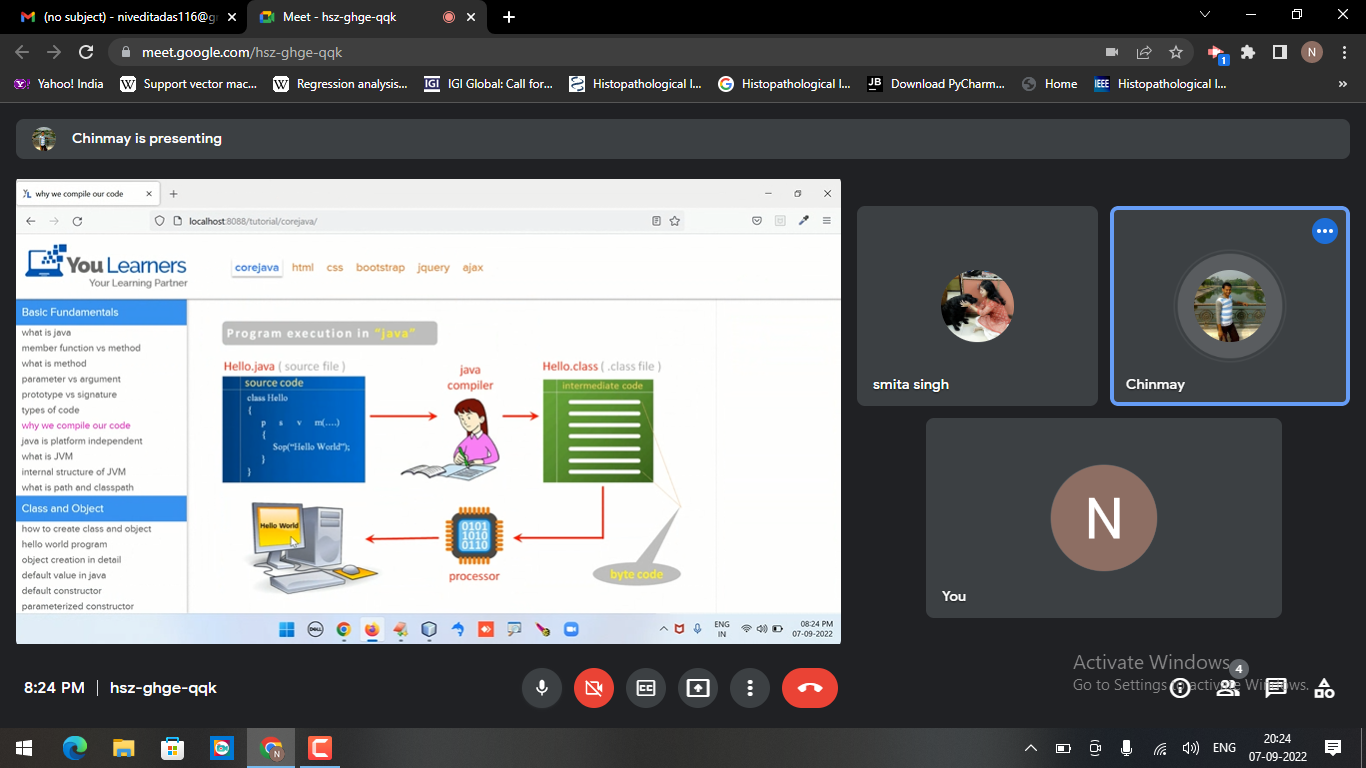 (no subject) - niveditadas116@g
Meet - hsz-ghge-qqk
meet.google.com/hsz-ghge-qqk
1
N
Yahoo! India
Support vector mac...
Regression analysis...
IGI Global: Call for...
Histopathological I...
Histopathological I...
Download PyCharm...
Home
Histopathological I...
Chinmay is presenting
why we compile our code
localhost:8088/tutorial/corejava/
You Learners
Your Learning Partner
corejava html css bootstrap jquery ajax
Basic Fundamentals
what is java
member function vs method
what is method
parameter vs argument
prototype vs signature
types of code
why we compile our code
java is platform independent
what is JVM
internal structure of JVM
what is path and classpath
Class and Object
how to create class and object
hello world program
object creation in detail
default value in java
default constructor
parameterized constructor
Program execution in "java"
Hello.java ( source file )
source code
class Hello
{
p s v m(....)
{
Sop("Hello World");
}
}
java
compiler
Hello.class ( .class file )
intermediate code
Hello World
0101
1010
0110
processor
byte code
ENG
IN
08:24 PM
07-09-2022
smita singh
Chinmay
N
You
8:24 PM | hsz-ghge-qqk
Activate Windows
Go to Settings to activate Windows.
4
ENG
20:24
07-09-2022